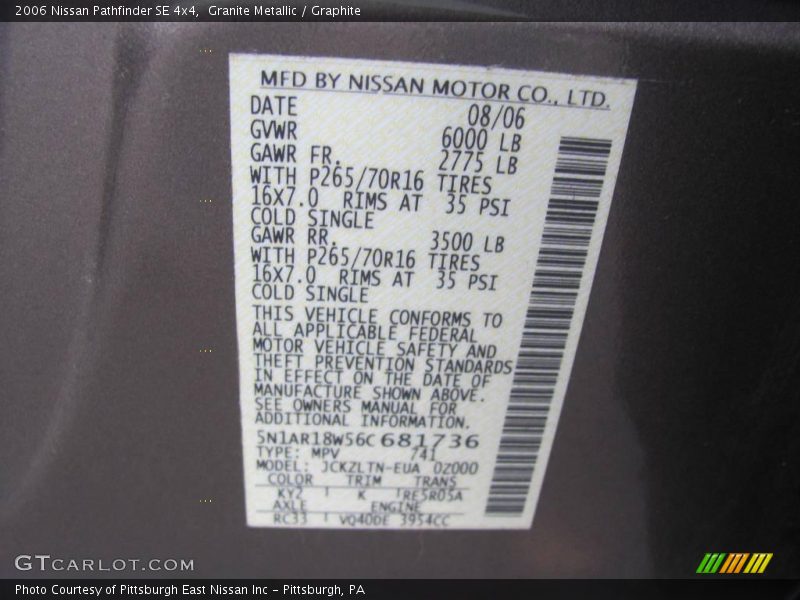 2006 Nissan Pathfinder SE 4x4,  Granite Metallic / Graphite
MFD BY NISSAN MOTOR CO., LTD.
DATE 08/06
GVWR 6000 LB
GAWR FR. 2775 LB
WITH P265/70R16 TIRES
16X7.0 RIMS AT 35 PSI
COLD SINGLE
GAWR RR. 3500 LB
WITH P265/70R16 TIRES
16X7.0 RIMS AT 35 PSI
COLD SINGLE
THIS VEHICLE CONFORMS TO
ALL APPLICABLE FEDERAL
MOTOR VEHICLE SAFETY AND
THEFT PREVENTION STANDARDS
IN EFFECT ON THE DATE OF
MANUFACTURE SHOWN ABOVE.
SEE OWNERS MANUAL FOR
ADDITIONAL INFORMATION.
5N1AR18W56C681736
TYPE: MPV 741
MODEL: JCKZLTN-EUA 0Z000
COLOR TRIM TRANS
KY2 K RE5R05A
AXLE ENGINE
RC33 VQ40DE 3954CC
GTCARLOT.COM
Photo Courtesy of Pittsburgh East Nissan Inc - Pittsburgh, PA